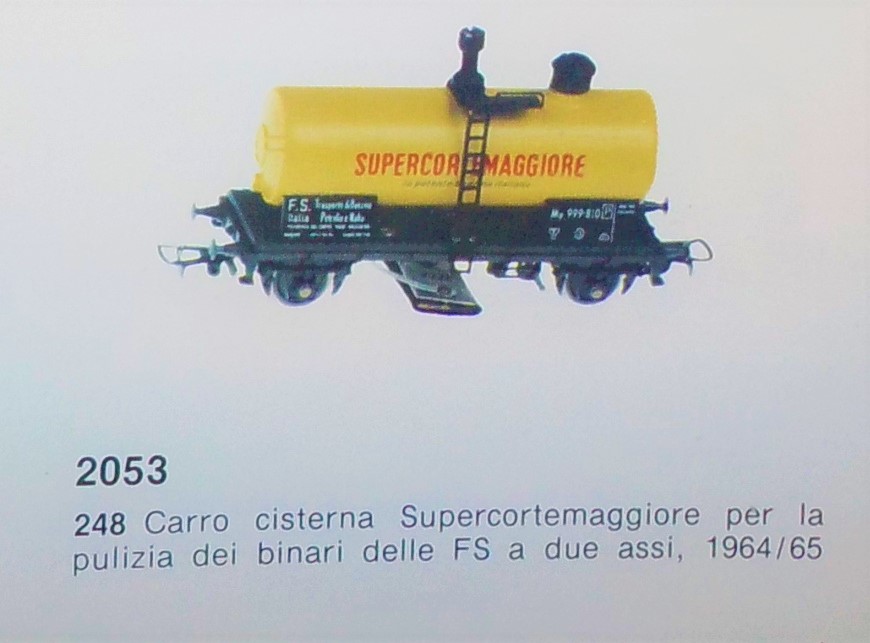 SUPERCORTEMAGGIORE
F.S.
Italia
Mp 999-810 P
2053
248 Carro cisterna Supercortemaggiore per la
pulizia dei binari delle FS a due assi, 1964/65